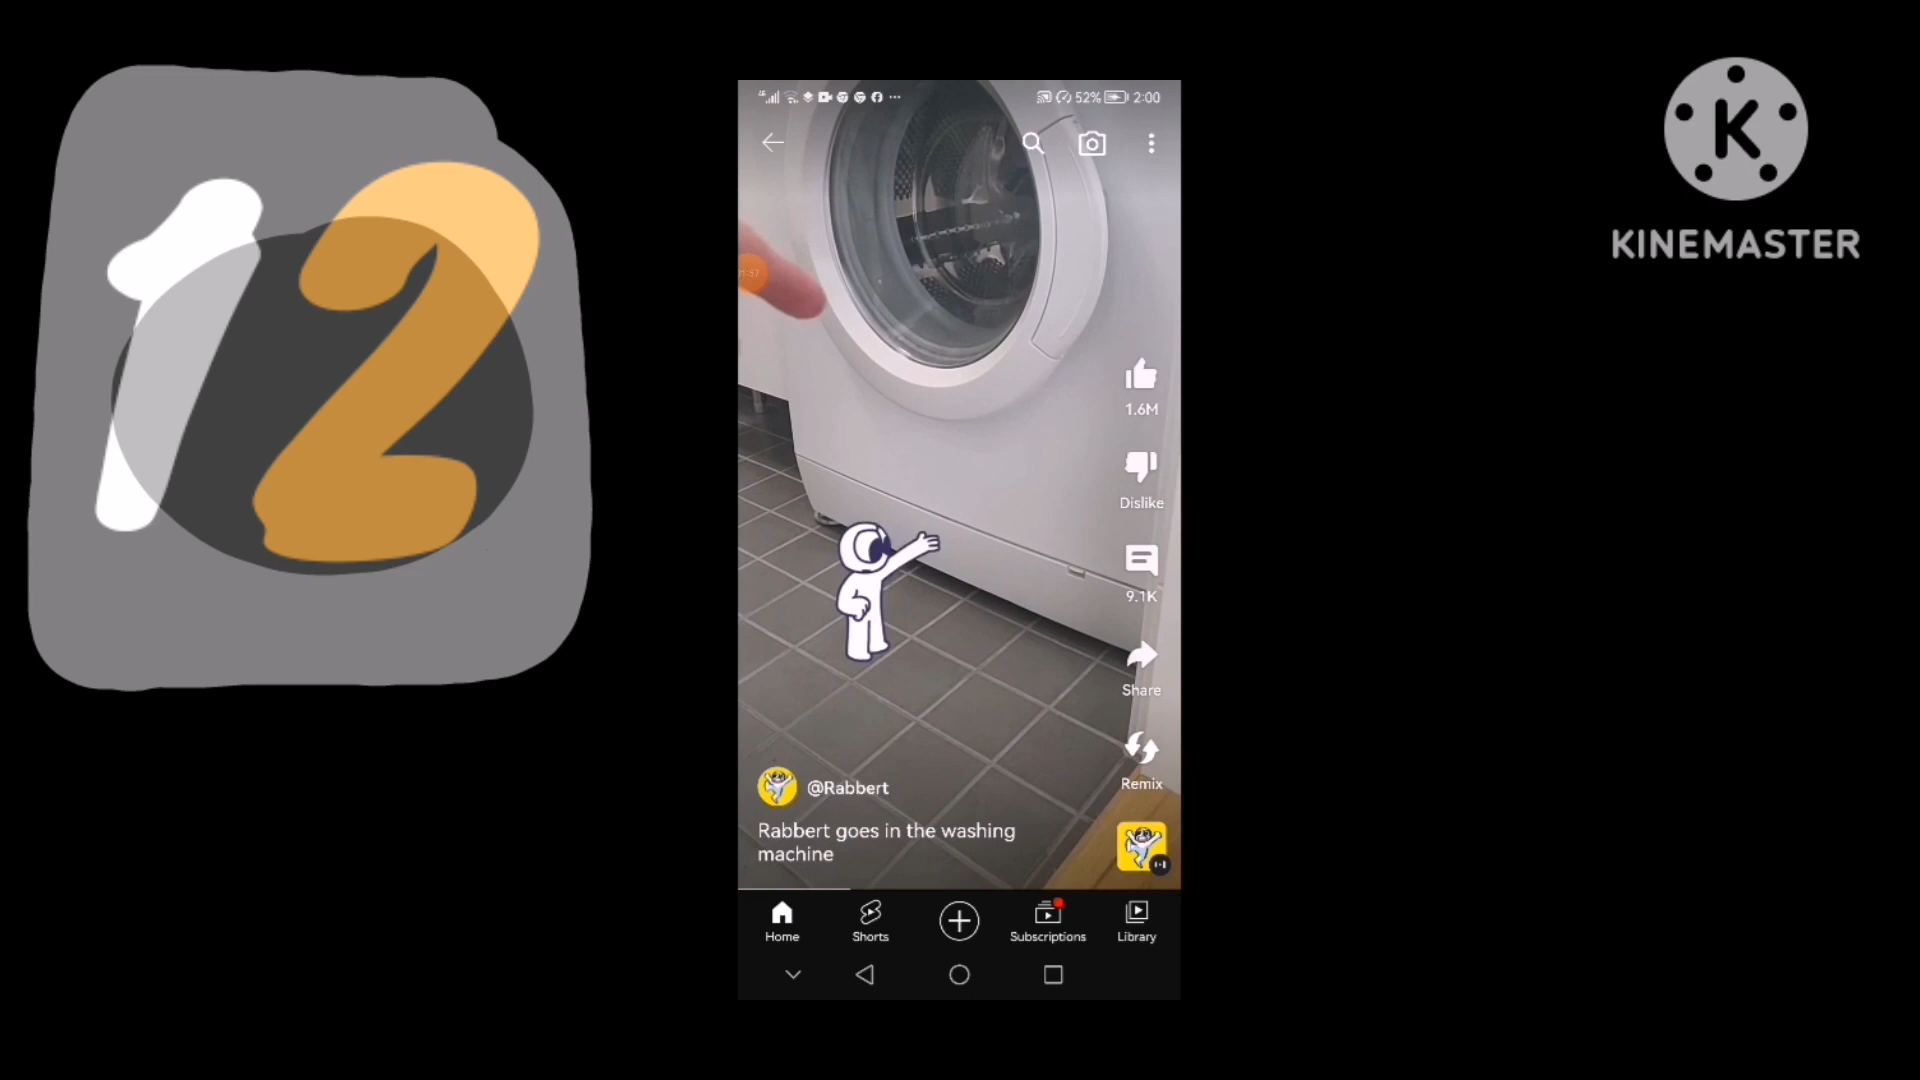 12
K
KINEMASTER
52% 2:00
1.6M
Dislike
9.1K
Share
Remix
@Rabbert
Rabbert goes in the washing
machine
Home
Shorts
Subscriptions
Library